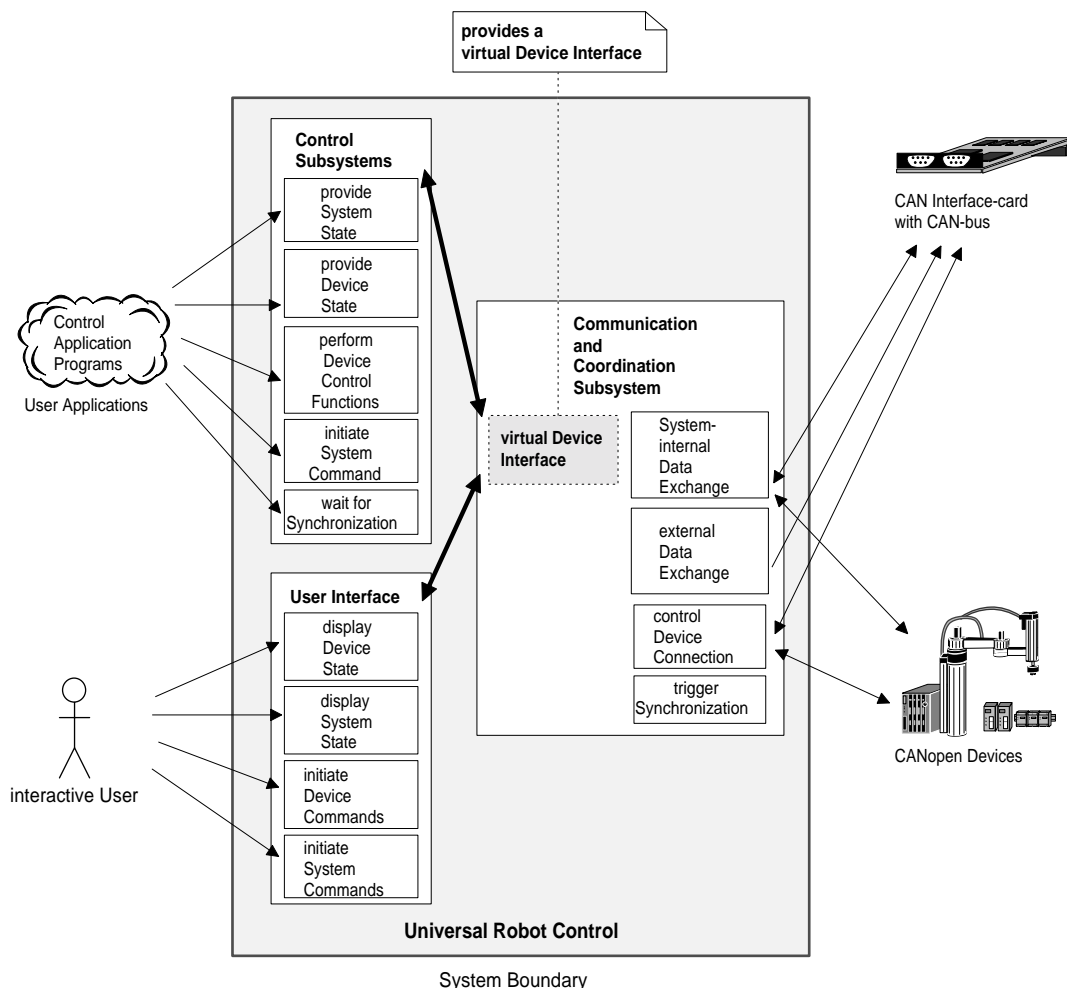 provides a
virtual Device Interface
Control
Subsystems
provide
System
State
provide
Device
State
perform
Device
Control
Functions
initiate
System
Command
wait for
Synchronization
Control
Application
Programs
User Applications
User Interface
display
Device
State
display
System
State
initiate
Device
Commands
initiate
System
Commands
interactive User
Communication
and
Coordination
Subsystem
virtual Device
Interface
System-
internal
Data
Exchange
external
Data
Exchange
control
Device
Connection
trigger
Synchronization
CAN Interface-card
with CAN-bus
CANopen Devices
Universal Robot Control
System Boundary